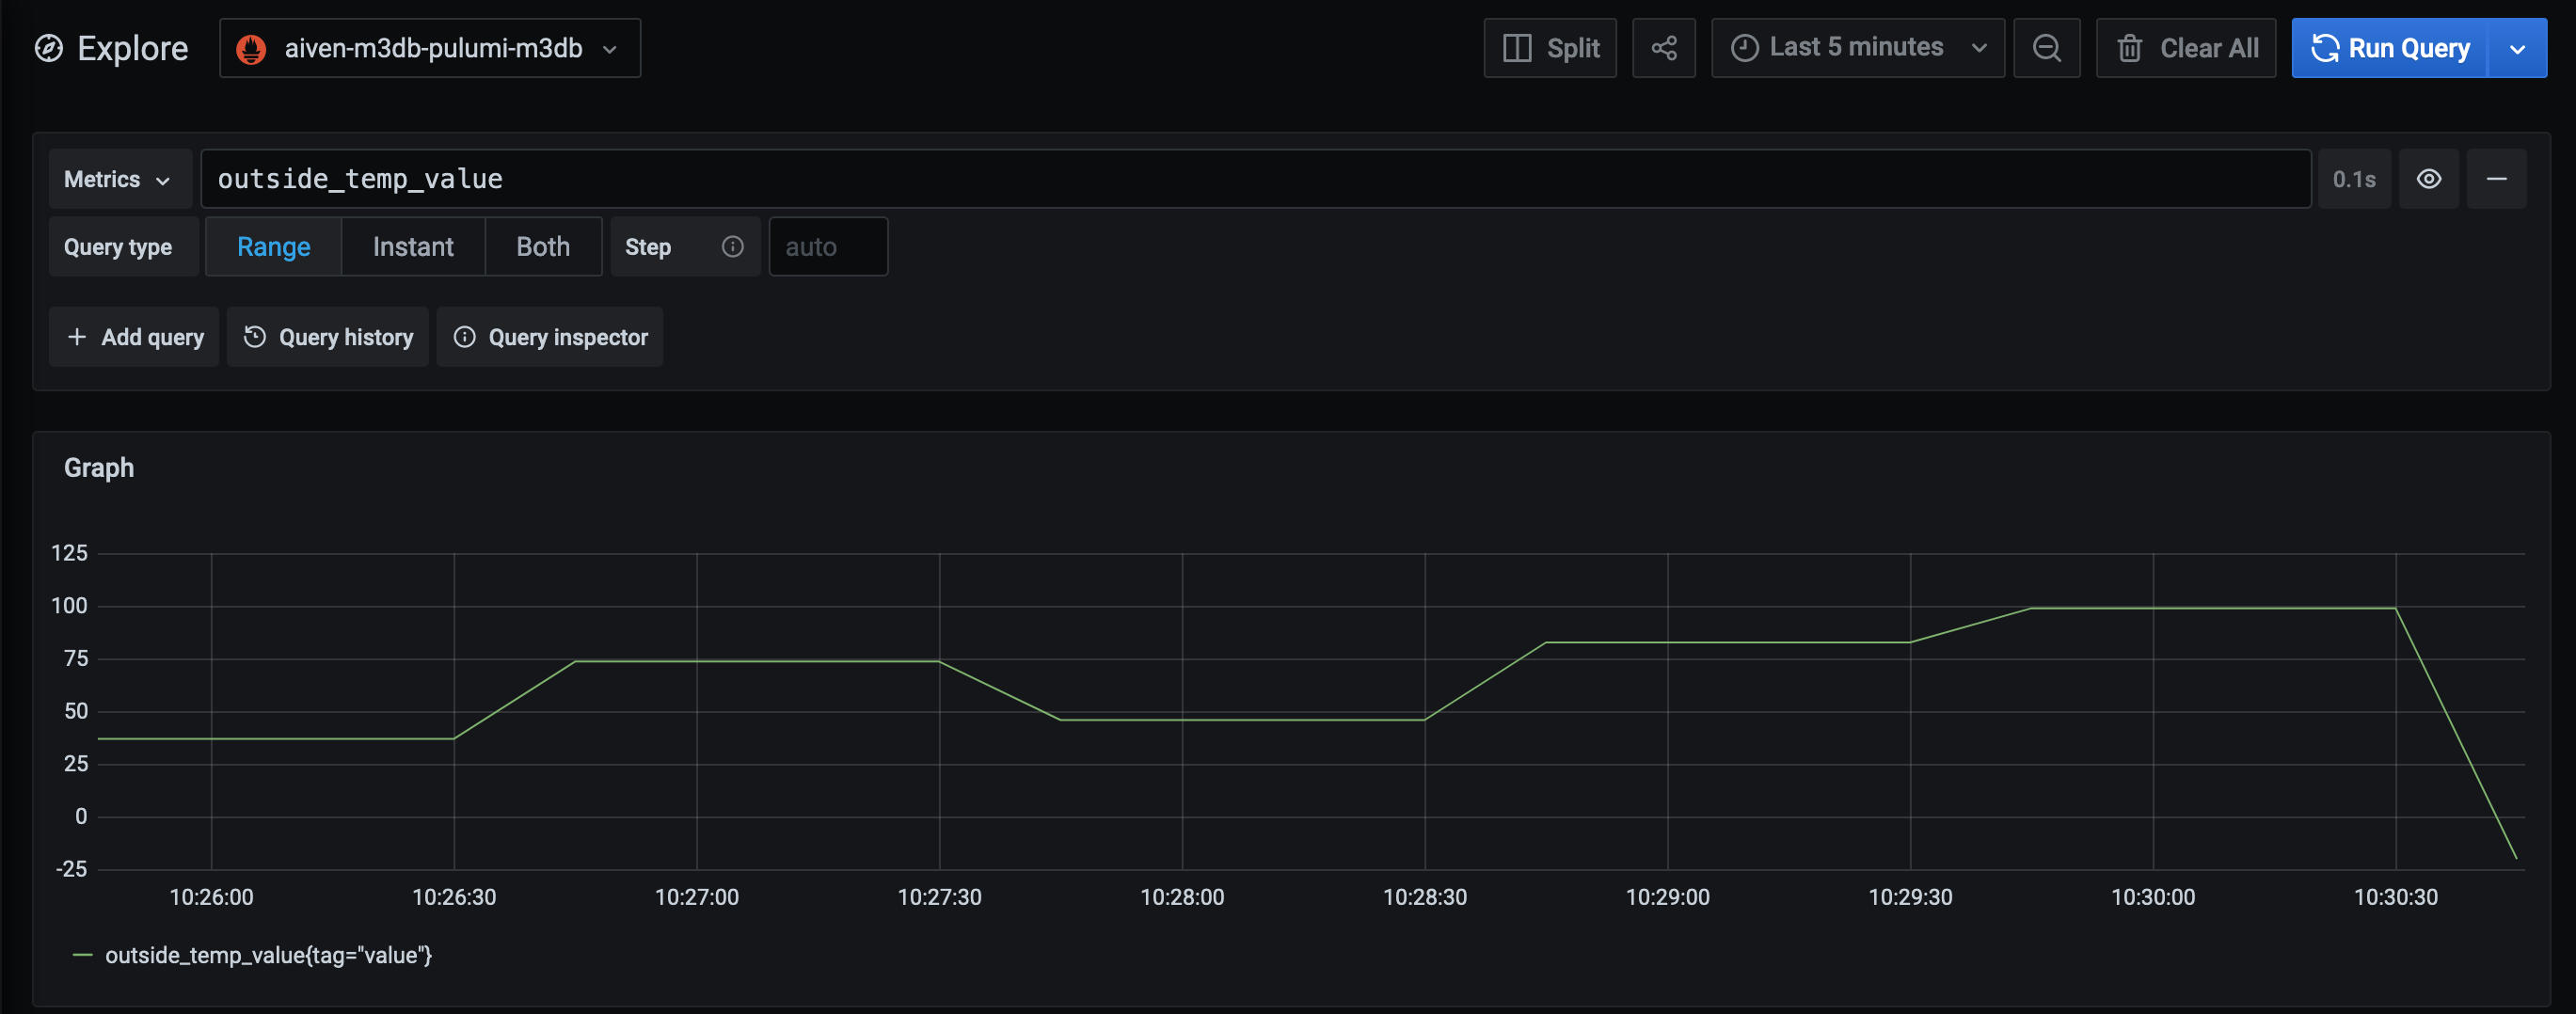 Explore aiven-m3db-pulumi-m3db Split Last 5 minutes Clear All Run Query
Metrics outside_temp_value 0.1s
Query type Range Instant Both Step auto
Add query Query history Query inspector
Graph
125
100
75
50
25
0
-25
10:26:00 10:26:30 10:27:00 10:27:30 10:28:00 10:28:30 10:29:00 10:29:30 10:30:00 10:30:30
outside_temp_value{tag="value"}